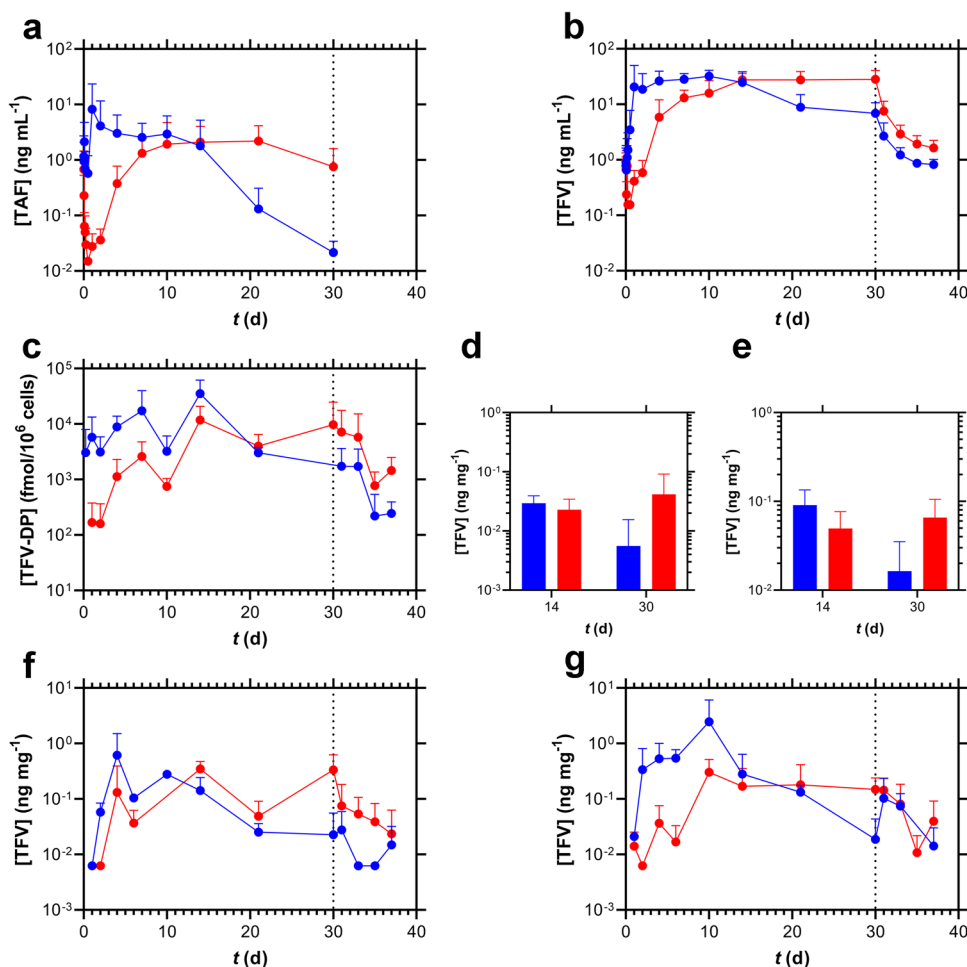 a
[TAF] (ng mL⁻¹)
10²
10¹
10⁰
10⁻¹
10⁻²
0 10 20 30 40
t (d)
b
[TFV] (ng mL⁻¹)
10²
10¹
10⁰
10⁻¹
10⁻²
0 10 20 30 40
t (d)
c
[TFV-DP] (fmol/10⁶ cells)
10⁵
10⁴
10³
10²
10¹
0 10 20 30 40
t (d)
d
[TFV] (ng mg⁻¹)
10⁰
10⁻¹
10⁻²
10⁻³
14 30
t (d)
e
[TFV] (ng mg⁻¹)
10⁰
10⁻¹
10⁻²
14 30
t (d)
f
[TFV] (ng mg⁻¹)
10¹
10⁰
10⁻¹
10⁻²
10⁻³
0 10 20 30 40
t (d)
g
[TFV] (ng mg⁻¹)
10¹
10⁰
10⁻¹
10⁻²
10⁻³
0 10 20 30 40
t (d)